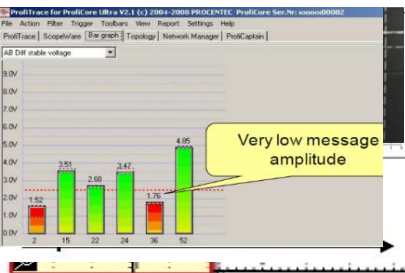 ProfiTrace for ProfiCore Ultra V2.1 (c) 2004-2008 PROCENTEC ProfiCore Ser.Nr: xxxxxx00002
File Action Filter Trigger Toolbars View Report Settings Help
ProfiTrace ScopeWare Bar graph Topology Network Manager ProfiCaptain
AB Diff stable voltage
9.0V
8.0V
7.0V
6.0V
5.0V
4.0V
3.0V
2.0V
1.0V
0.0V
1.52
3.51
2.68
3.47
1.76
4.85
2 15 22 24 36 52
Very low message
amplitude